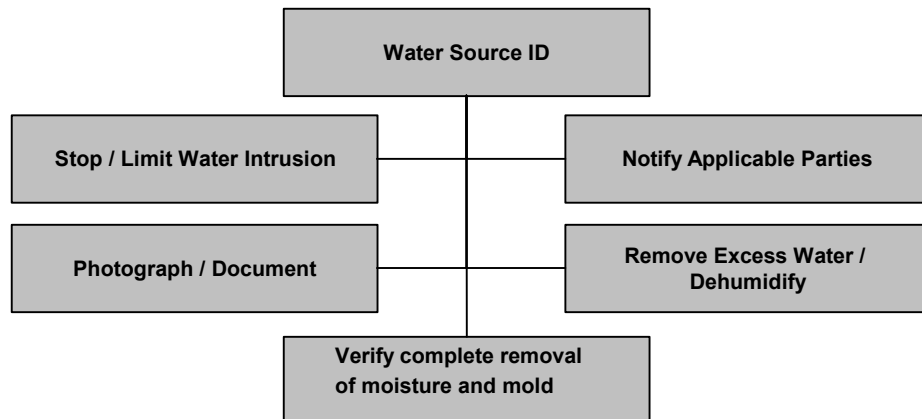 Water Source ID
Stop / Limit Water Intrusion
Notify Applicable Parties
Photograph / Document
Remove Excess Water /
Dehumidify
Verify complete removal
of moisture and mold